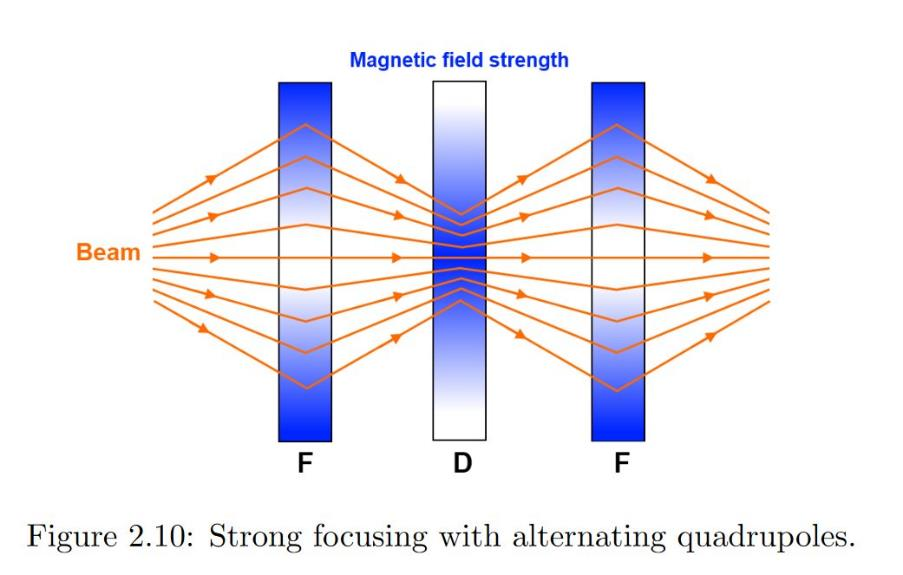 Magnetic field strength
Beam
F D F
Figure 2.10: Strong focusing with alternating quadrupoles.